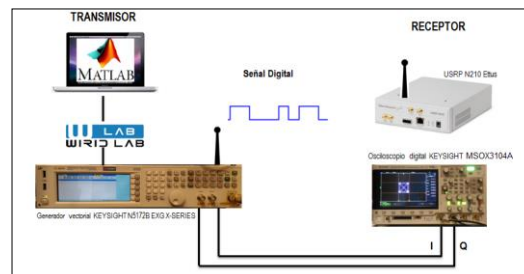 TRANSMISOR
RECEPTOR
MATLAB
USRP N210 Ettus
Señal Digital
LAB
WIRID LAB
Osciloscopio digital KEYSIGHT MSOX3104A
Generador vectorial KEYSIGHT N5172B EXG X-SERIES
I
Q